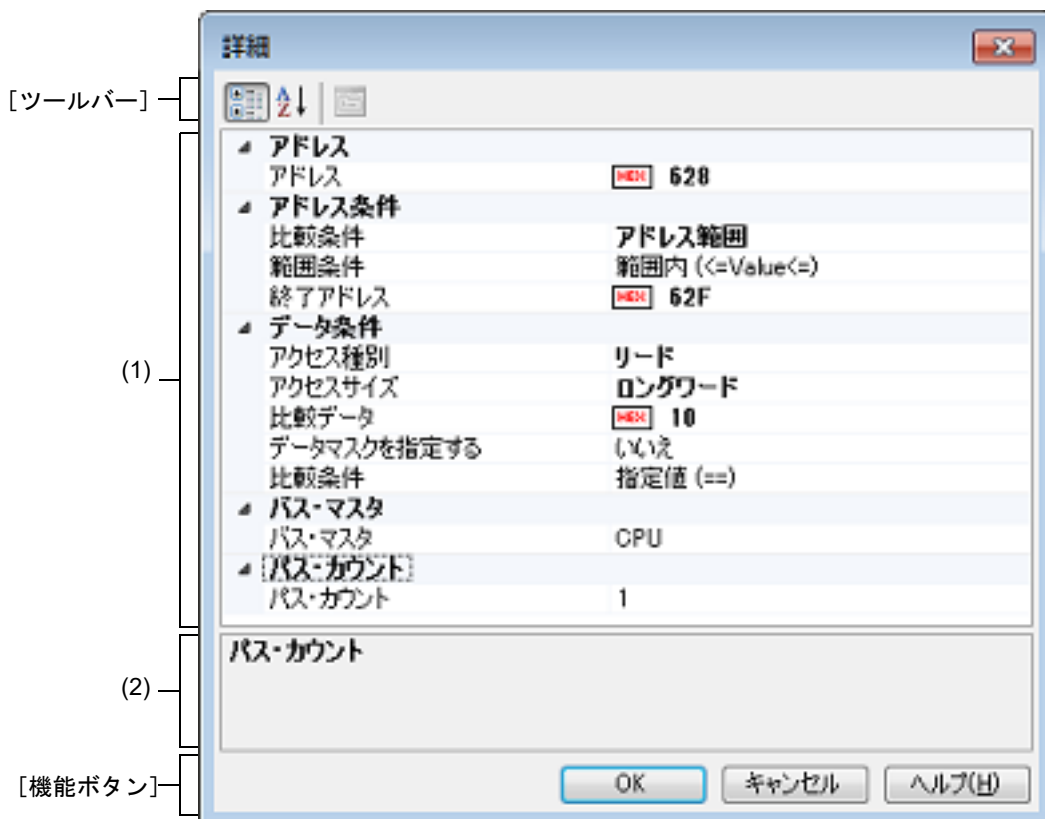 詳細
[ツールバー]
アドレス
アドレス HEX 628
アドレス条件
比較条件 アドレス範囲
範囲条件 範囲内 (<=Value<=)
終了アドレス HEX 62F
データ条件
アクセス種別 リード
(1)
アクセスサイズ ロングワード
比較データ HEX 10
データマスクを指定する いいえ
比較条件 指定値 (==)
バス・マスタ
バス・マスタ CPU
パス・カウント
パス・カウント 1
パス・カウント
(2)
[機能ボタン]
OK キャンセル ヘルプ(H)